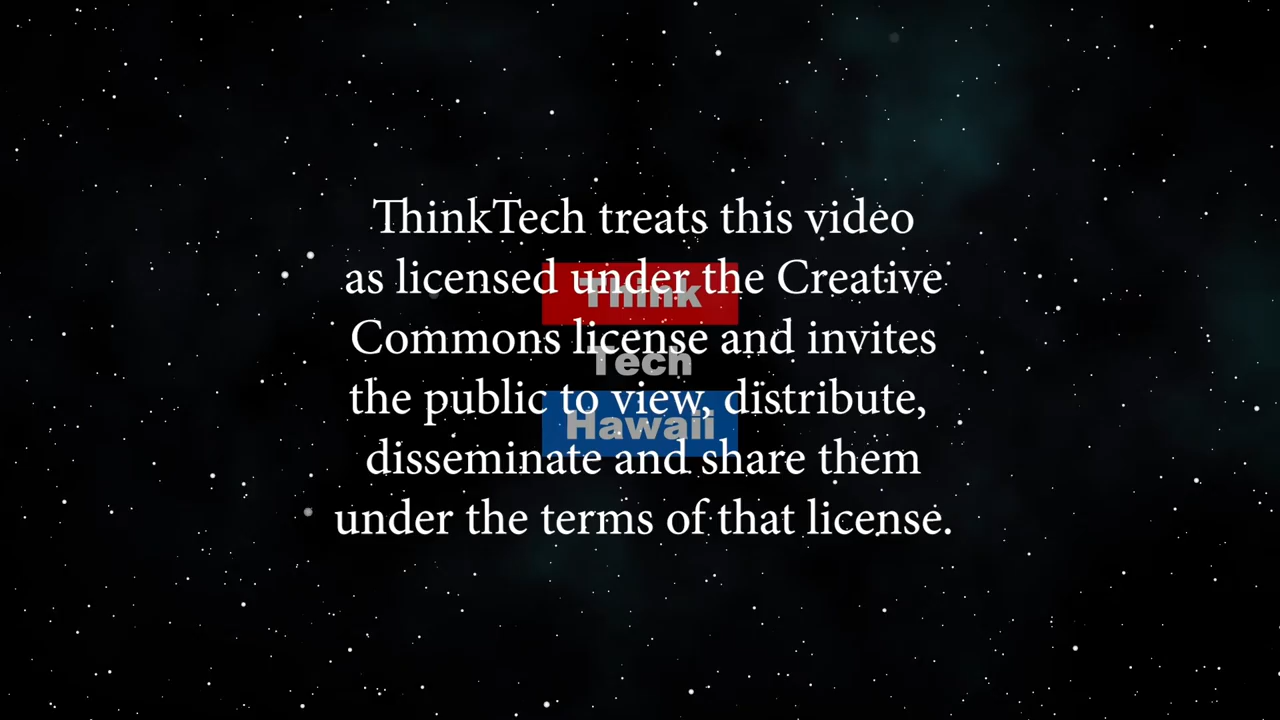 ThinkTech treats this video
as licensed under the Creative
Commons license and invites
the public to view, distribute,
disseminate and share them
under the terms of that license.
Think
Tech
Hawaii